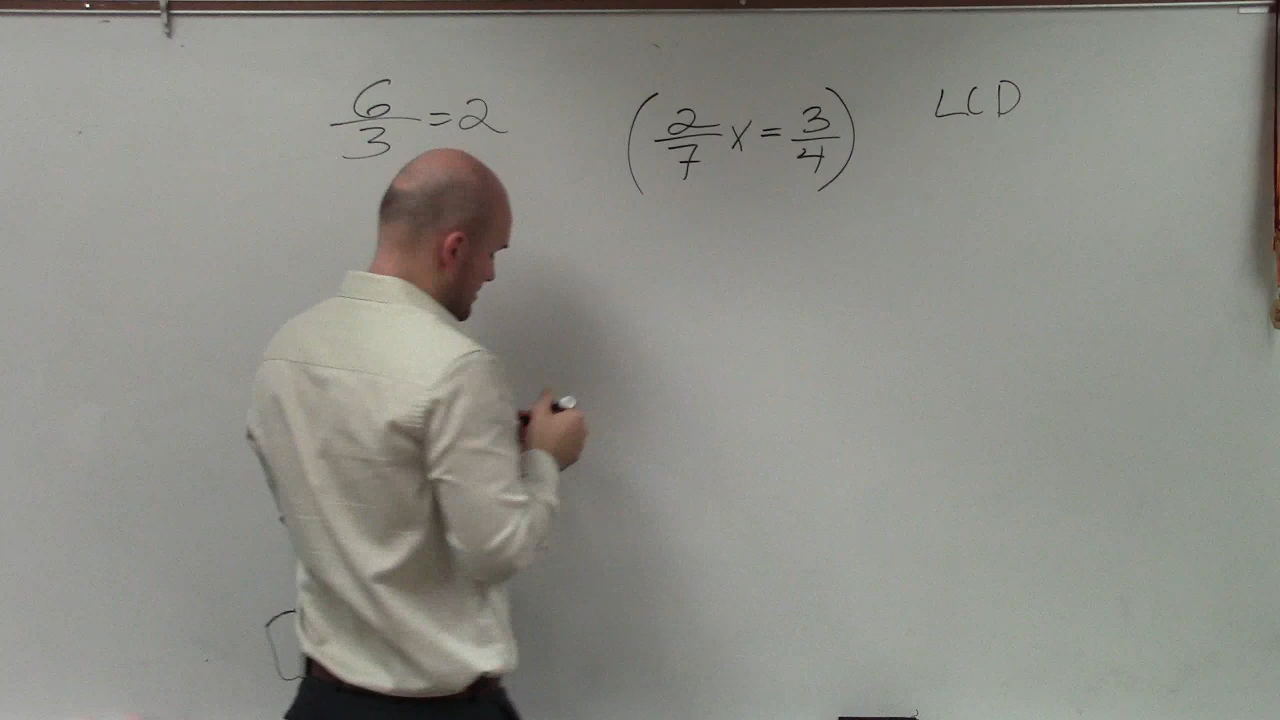 6/3 = 2
(2/7 x = 3/4)
LCD